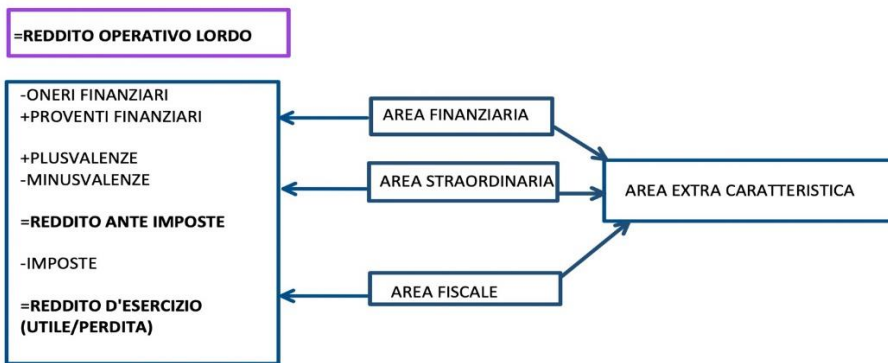 =REDDITO OPERATIVO LORDO
-ONERI FINANZIARI
+PROVENTI FINANZIARI
+PLUSVALENZE
-MINUSVALENZE
=REDDITO ANTE IMPOSTE
-IMPOSTE
=REDDITO D'ESERCIZIO
(UTILE/PERDITA)
AREA FINANZIARIA
AREA STRAORDINARIA
AREA FISCALE
AREA EXTRA CARATTERISTICA